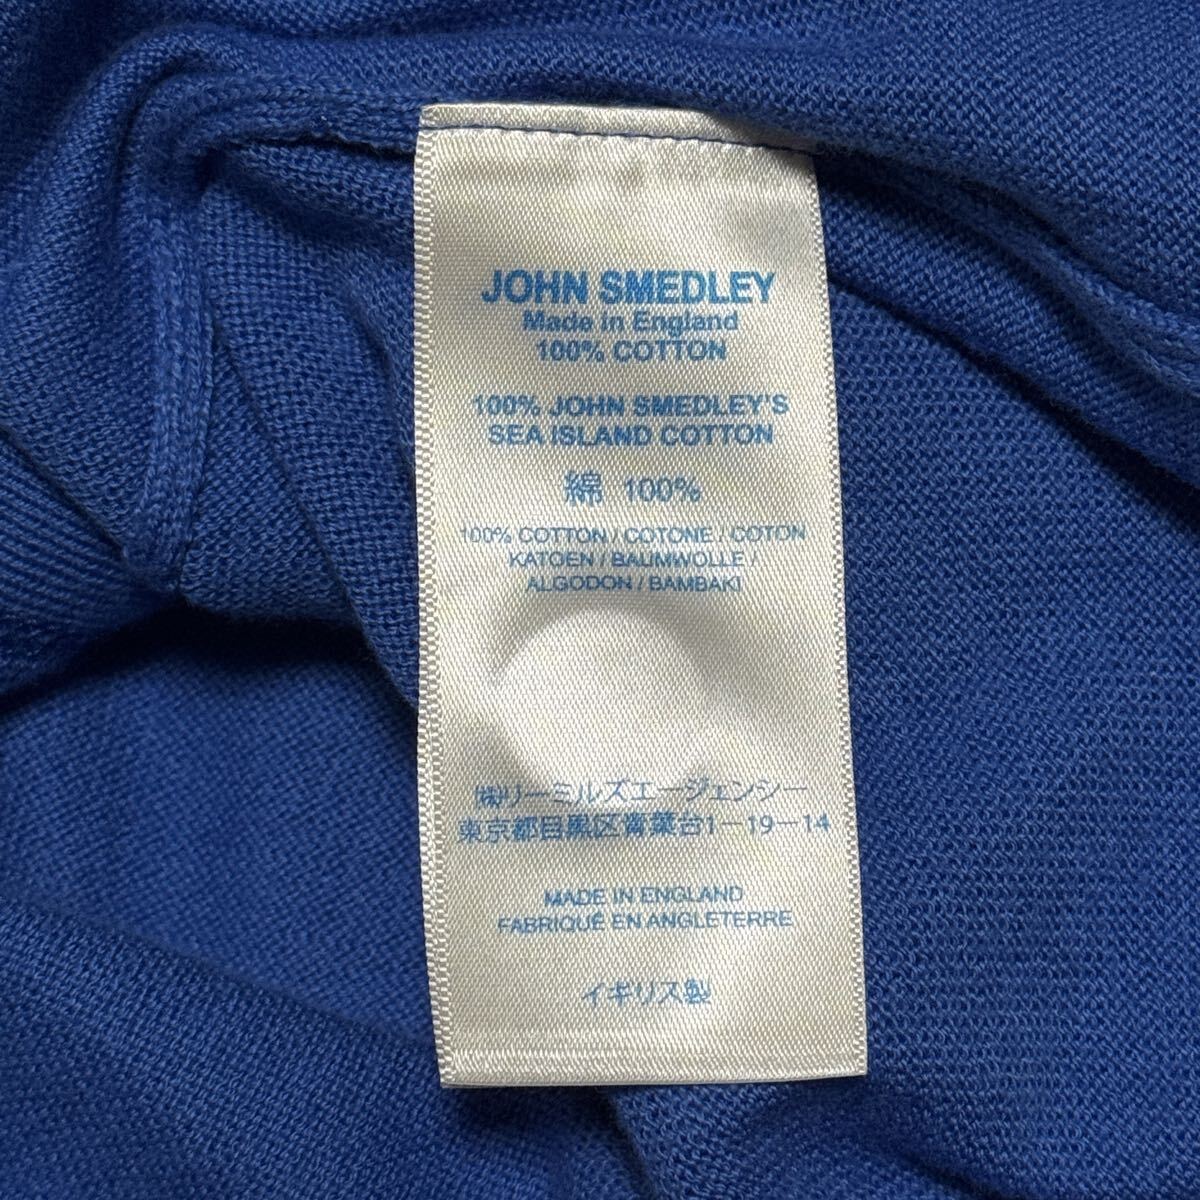 JOHN SMEDLEY
Made in England
100% COTTON
100% JOHN SMEDLEY'S
SEA ISLAND COTTON
綿 100%
100% COTTON / COTONE / COTON
KATOEN / BAUMWOLLE /
ALGODON / BAMBAKI
㈱リーミルズエージェンシー
東京都目黒区青葉台1-19-14
MADE IN ENGLAND
FABRIQUÉ EN ANGLETERRE
イギリス製